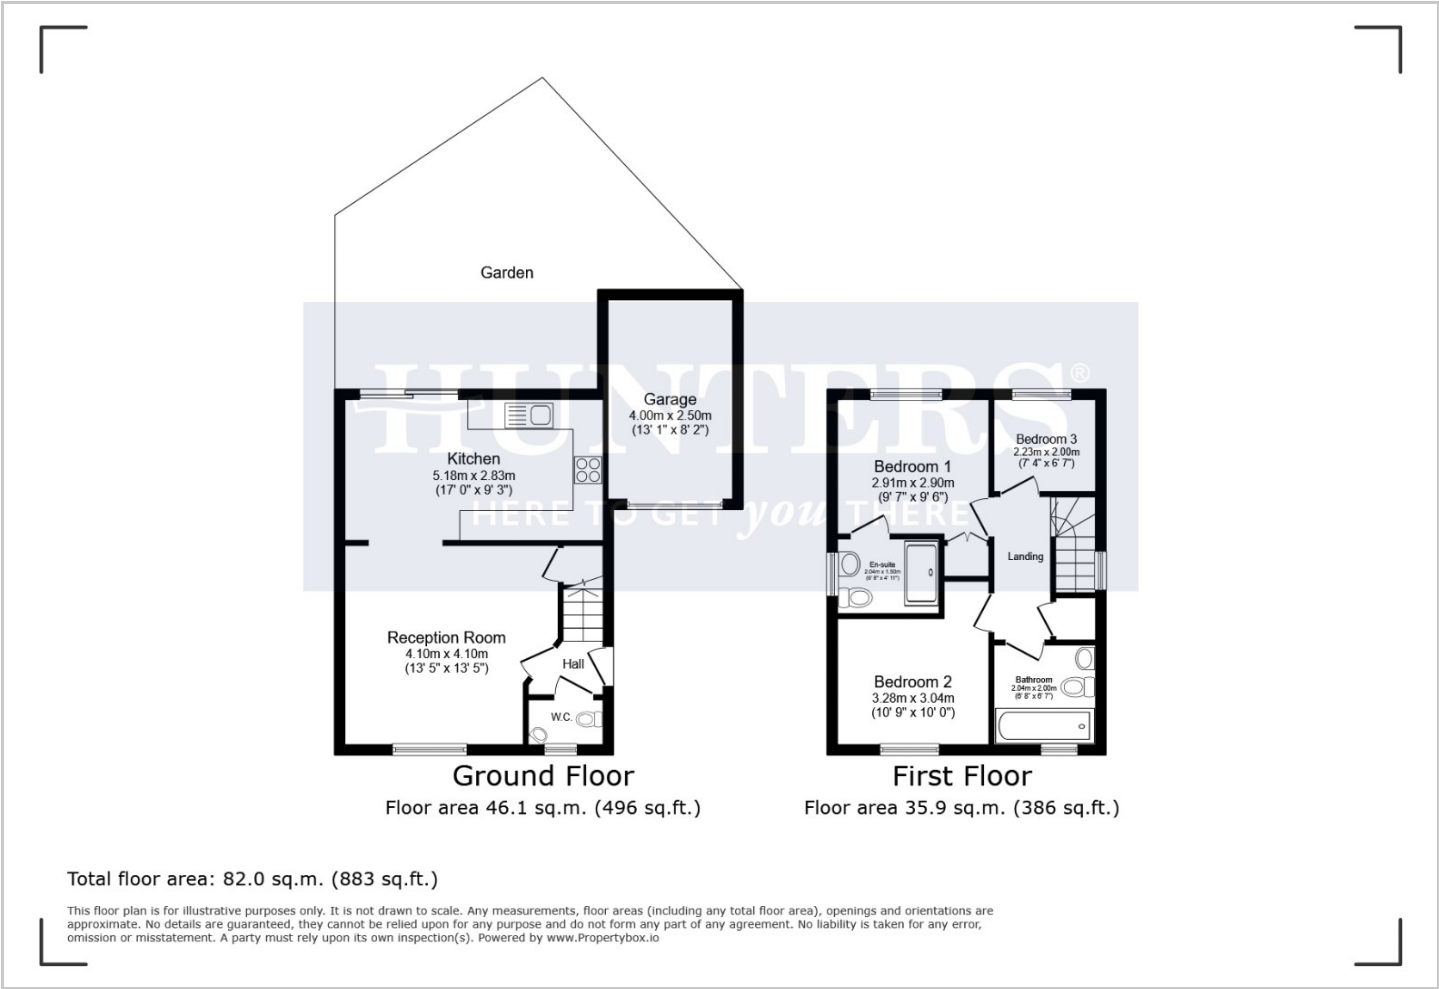 Garden
HUNTERS®
HERE TO GET you THERE
Garage
4.00m x 2.50m
(13' 1" x 8' 2")
Kitchen
5.18m x 2.83m
(17' 0" x 9' 3")
Reception Room
4.10m x 4.10m
(13' 5" x 13' 5")
Hall
W.C.
Bedroom 1
2.91m x 2.90m
(9' 7" x 9' 6")
Bedroom 3
2.23m x 2.00m
(7' 4" x 6' 7")
Landing
En-suite
2.04m x 1.50m
(6' 8" x 4' 11")
Bedroom 2
3.28m x 3.04m
(10' 9" x 10' 0")
Bathroom
2.04m x 2.00m
(6' 8" x 6' 7")
Ground Floor
Floor area 46.1 sq.m. (496 sq.ft.)
First Floor
Floor area 35.9 sq.m. (386 sq.ft.)
Total floor area: 82.0 sq.m. (883 sq.ft.)
This floor plan is for illustrative purposes only. It is not drawn to scale. Any measurements, floor areas (including any total floor area), openings and orientations are
approximate. No details are guaranteed, they cannot be relied upon for any purpose and do not form any part of any agreement. No liability is taken for any error,
omission or misstatement. A party must rely upon its own inspection(s). Powered by www.Propertybox.io